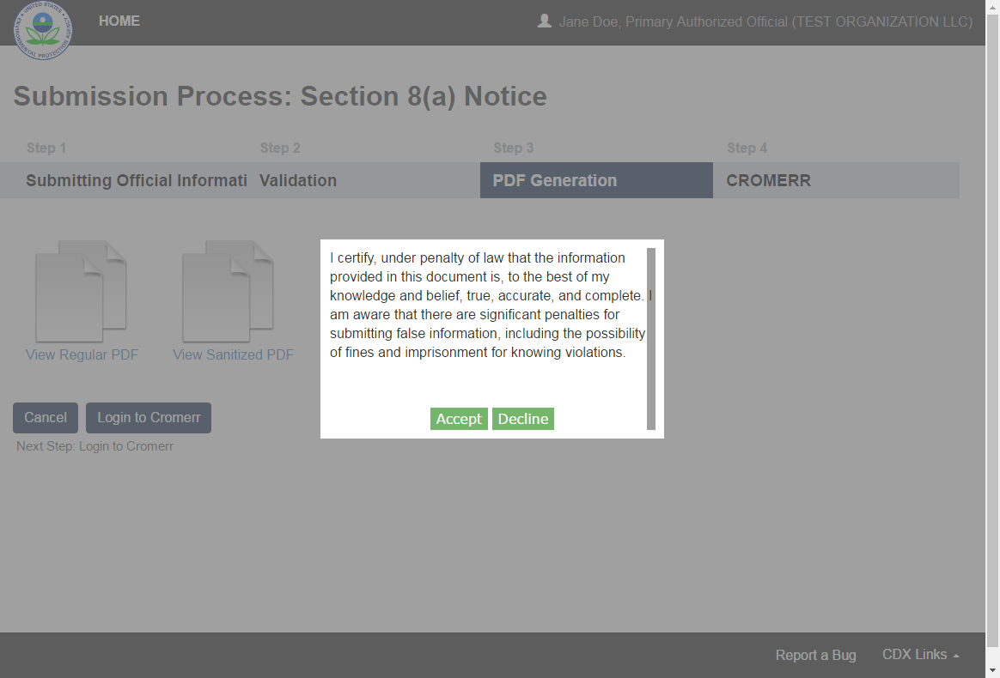 UNITED STATES
ENVIRONMENTAL PROTECTION AGENCY
HOME
Jane Doe, Primary Authorized Official (TEST ORGANIZATION LLC)
Submission Process: Section 8(a) Notice
Step 1 Step 2 Step 3 Step 4
Submitting Official Informati Validation PDF Generation CROMERR
View Regular PDF View Sanitized PDF
I certify, under penalty of law that the information
provided in this document is, to the best of my
knowledge and belief, true, accurate, and complete. I
am aware that there are significant penalties for
submitting false information, including the possibility
of fines and imprisonment for knowing violations.
Accept Decline
Cancel Login to Cromerr
Next Step: Login to Cromerr
Report a Bug CDX Links